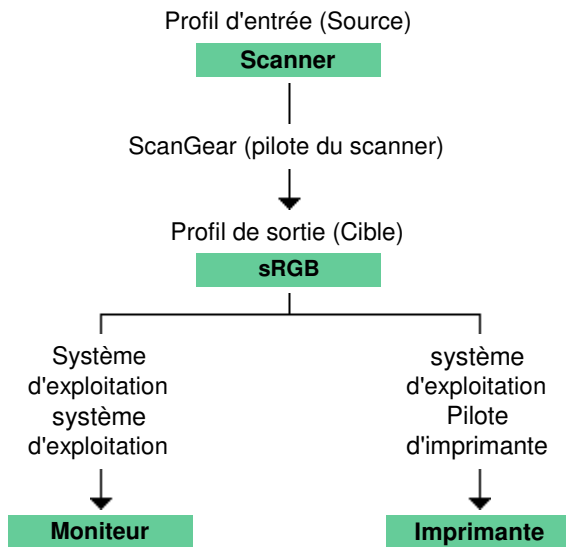 Profil d'entrée (Source)
Scanner
ScanGear (pilote du scanner)
Profil de sortie (Cible)
sRGB
Système
d'exploitation
système
d'exploitation
système
d'exploitation
Pilote
d'imprimante
Moniteur
Imprimante